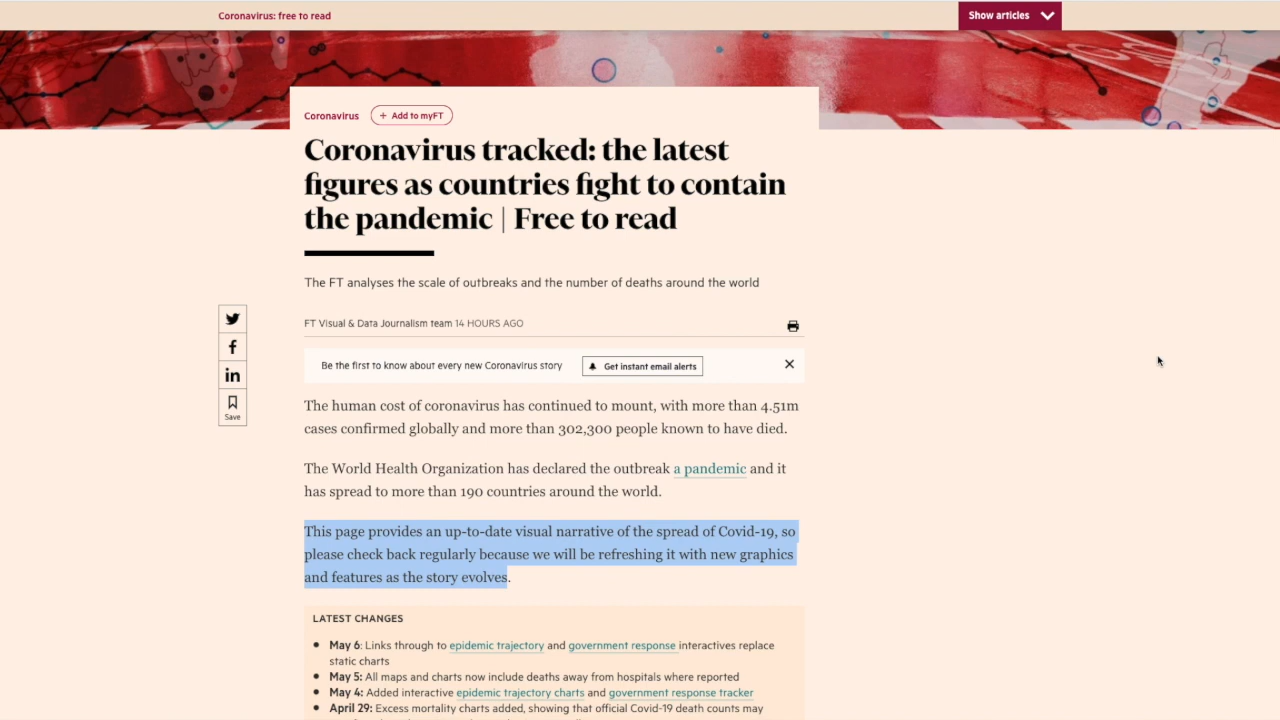 Coronavirus: free to read
Show articles
Coronavirus
+ Add to myFT
Coronavirus tracked: the latest
figures as countries fight to contain
the pandemic | Free to read
The FT analyses the scale of outbreaks and the number of deaths around the world
FT Visual & Data Journalism team 14 HOURS AGO
Be the first to know about every new Coronavirus story
Get instant email alerts
Save
The human cost of coronavirus has continued to mount, with more than 4.51m
cases confirmed globally and more than 302,300 people known to have died.
The World Health Organization has declared the outbreak a pandemic and it
has spread to more than 190 countries around the world.
This page provides an up-to-date visual narrative of the spread of Covid-19, so
please check back regularly because we will be refreshing it with new graphics
and features as the story evolves.
LATEST CHANGES
May 6: Links through to epidemic trajectory and government response interactives replace
static charts
May 5: All maps and charts now include deaths away from hospitals where reported
May 4: Added interactive epidemic trajectory charts and government response tracker
April 29: Excess mortality charts added, showing that official Covid-19 death counts may